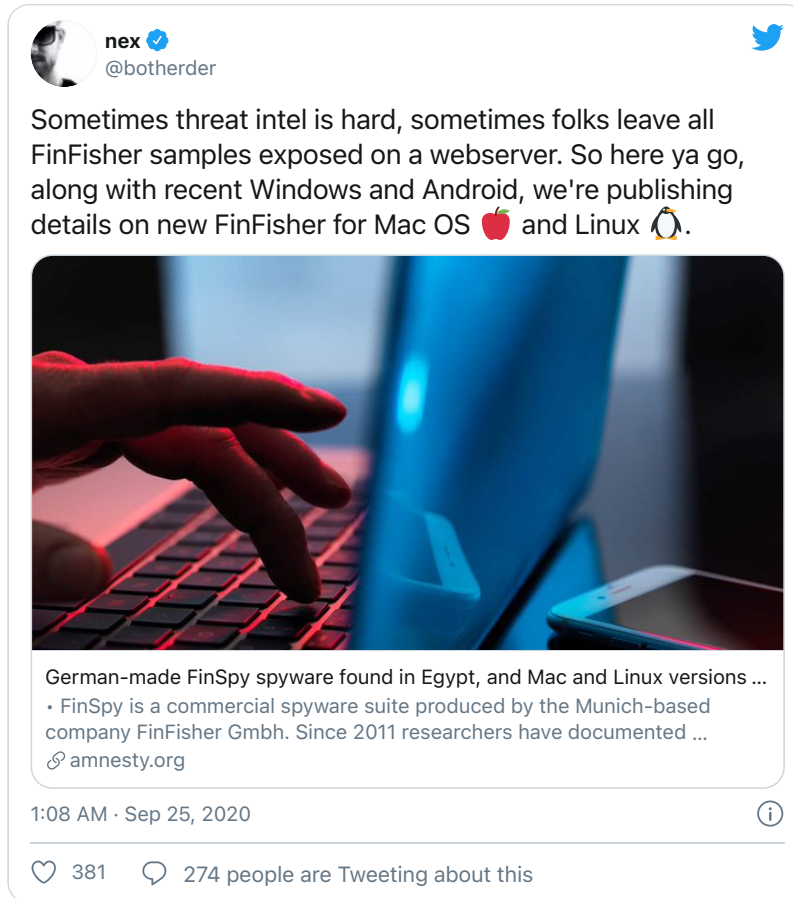 nex
@botherder
Sometimes threat intel is hard, sometimes folks leave all
FinFisher samples exposed on a webserver. So here ya go,
along with recent Windows and Android, we're publishing
details on new FinFisher for Mac OS 🍎 and Linux 🐧.
German-made FinSpy spyware found in Egypt, and Mac and Linux versions ...
• FinSpy is a commercial spyware suite produced by the Munich-based
company FinFisher Gmbh. Since 2011 researchers have documented ...
amnesty.org
1:08 AM · Sep 25, 2020
381 274 people are Tweeting about this